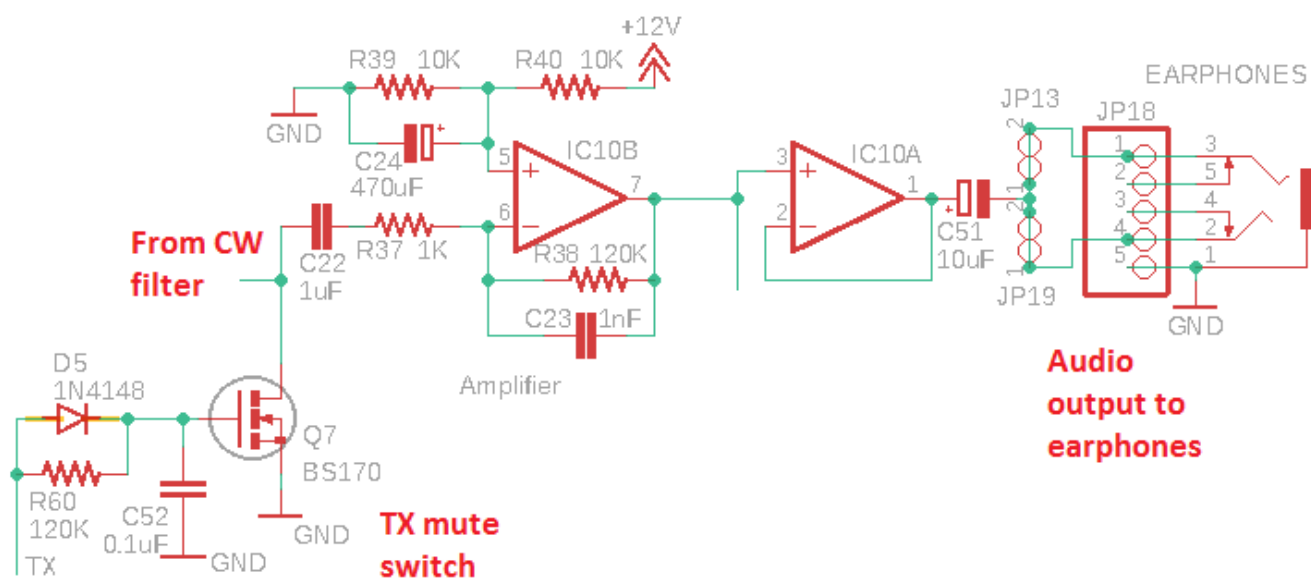 +12V
R39 10K
R40 10K
EARPHONES
JP13
JP18
GND
C24
470uF
+
5
+
IC10B
7
6
-
3
+
IC10A
1
2
-
2
1
2
1
1
2
3
4
5
3
5
4
2
1
From CW
filter
C22
1uF
R37 1K
R38 120K
C23 1nF
+
C51
10uF
JP19
GND
Amplifier
D5
1N4148
Q7
BS170
R60
120K
C52
0.1uF
GND
GND
TX
TX mute
switch
Audio
output to
earphones